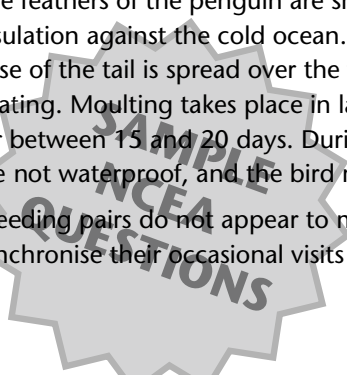 feathers of the penguin are
sulation against the cold ocean.
se of the tail is spread over the
ating. Moulting takes place in la
between 15 and 20 days. Duri
e not waterproof, and the bird
eeding pairs do not appear to
nchronise their occasional visits
SAMPLE
NCEA
QUESTIONS